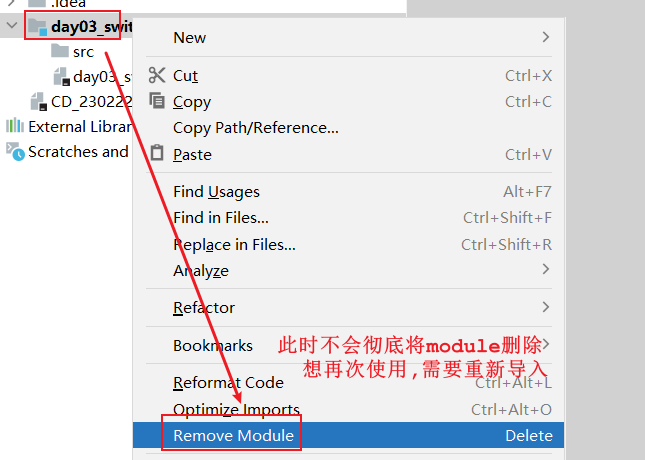 .idea
day03_swit
New
src
Cut Ctrl+X
day03_s
Copy Ctrl+C
CD_230222
Copy Path/Reference...
External Librar
Scratches and
Paste Ctrl+V
Find Usages Alt+F7
Find in Files... Ctrl+Shift+F
Replace in Files... Ctrl+Shift+R
Analyze
Refactor
Bookmarks
此时不会彻底将module删除
想再次使用,需要重新导入
Reformat Code Ctrl+Alt+L
Optimize Imports Ctrl+Alt+O
Remove Module Delete